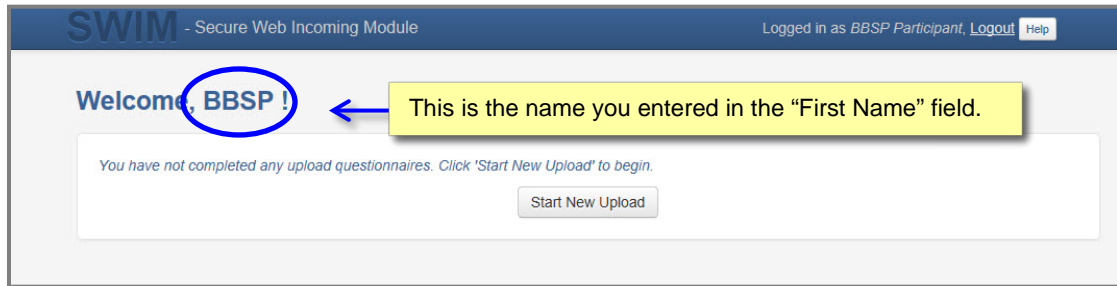 SWIM - Secure Web Incoming Module
Logged in as BBSP Participant, Logout Help
Welcome, BBSP !
This is the name you entered in the “First Name” field.
You have not completed any upload questionnaires. Click 'Start New Upload' to begin.
Start New Upload